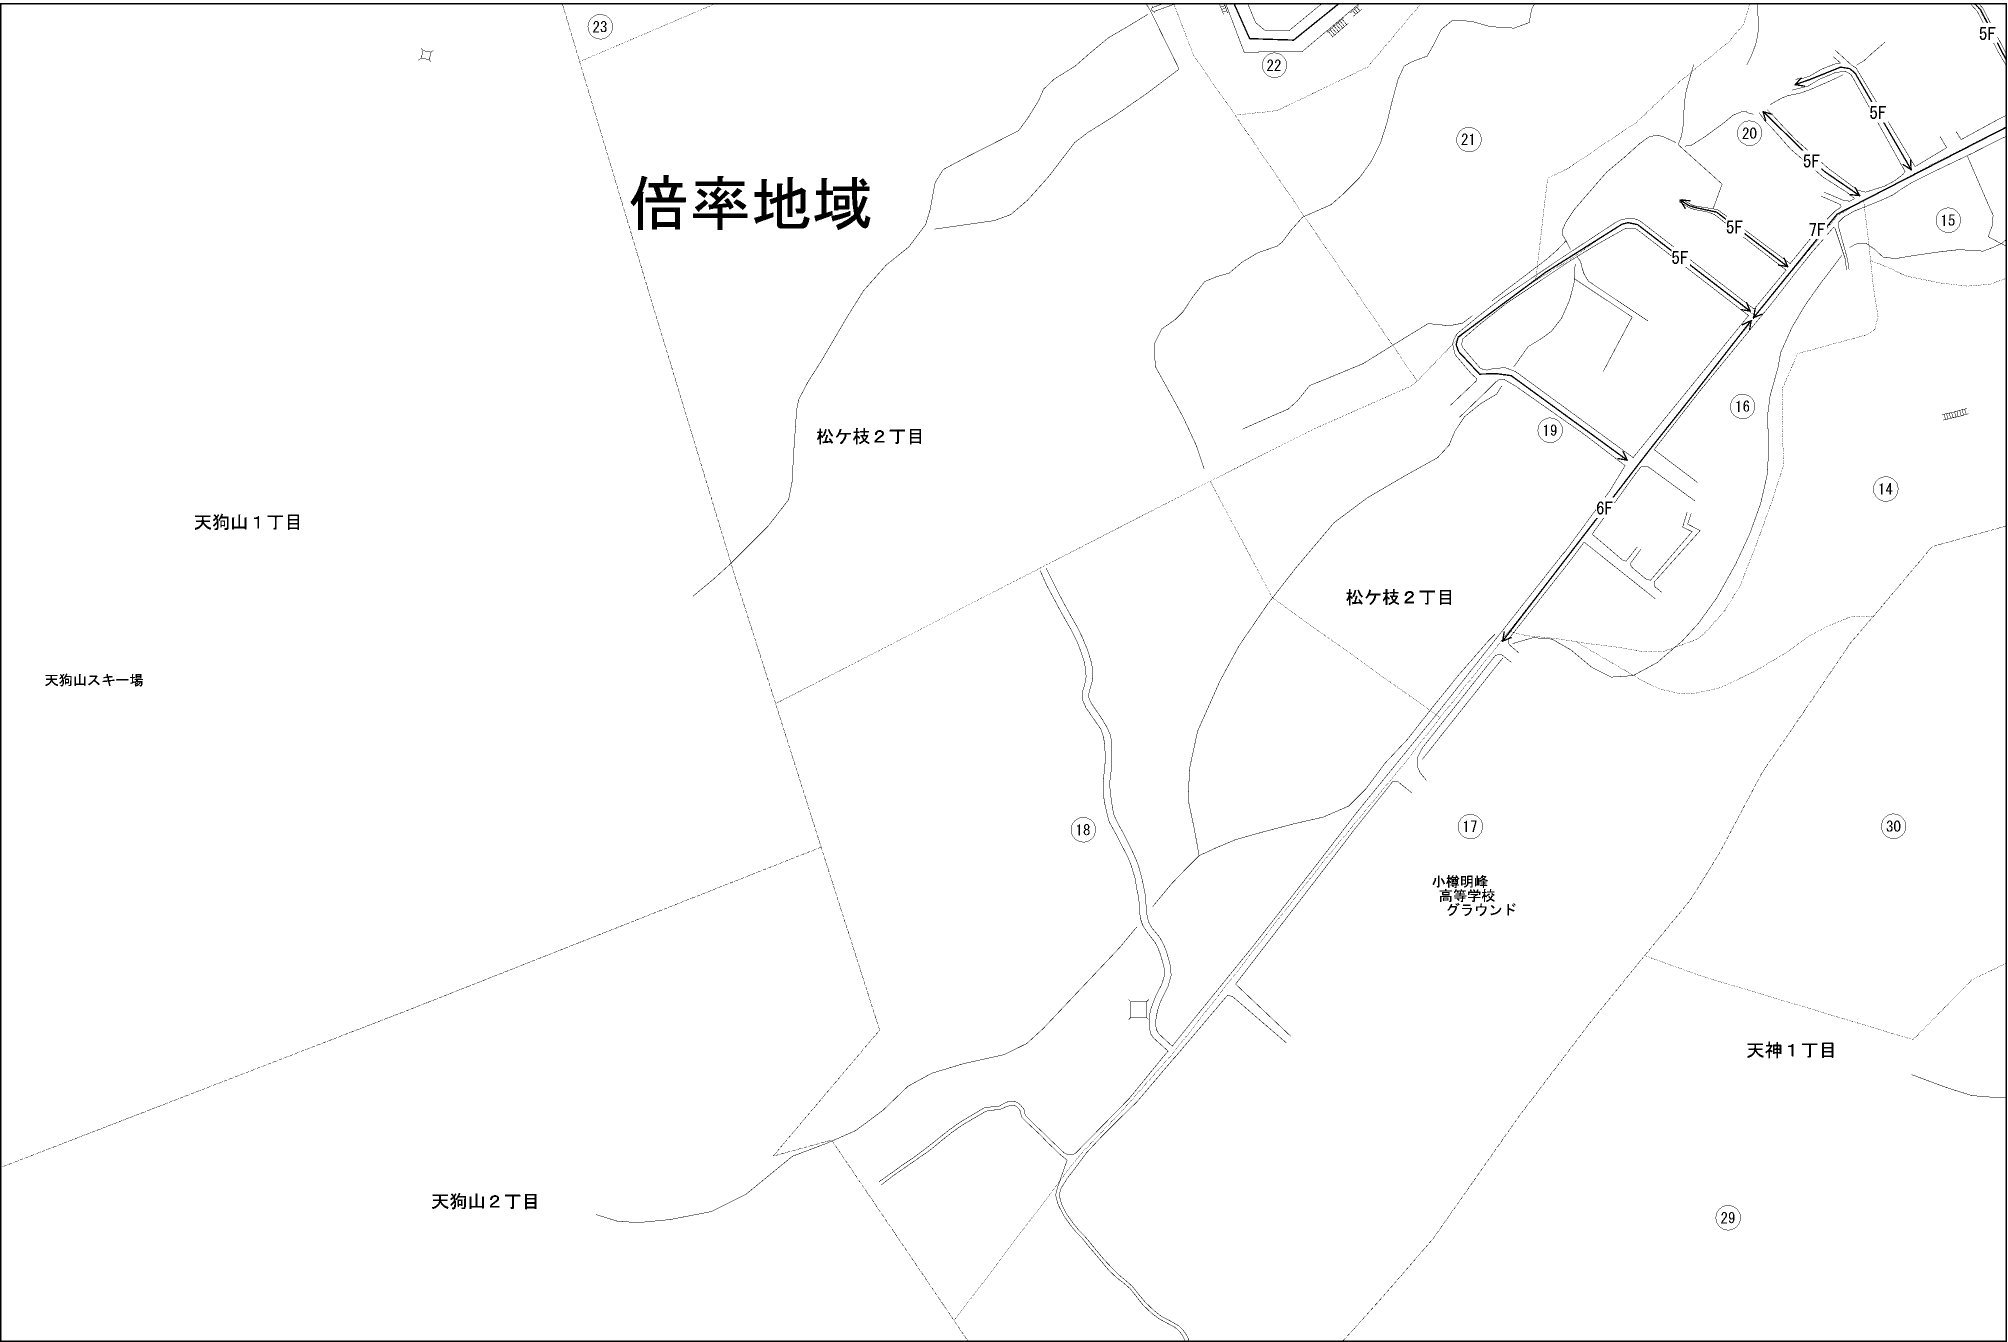 23
22
5F
5F
20
21
5F
倍率地域
15
5F
7F
5F
16
19
松ケ枝２丁目
14
6F
天狗山１丁目
松ケ枝２丁目
天狗山スキー場
18
17
30
小樽明峰
高等学校
グラウンド
天神１丁目
天狗山２丁目
29